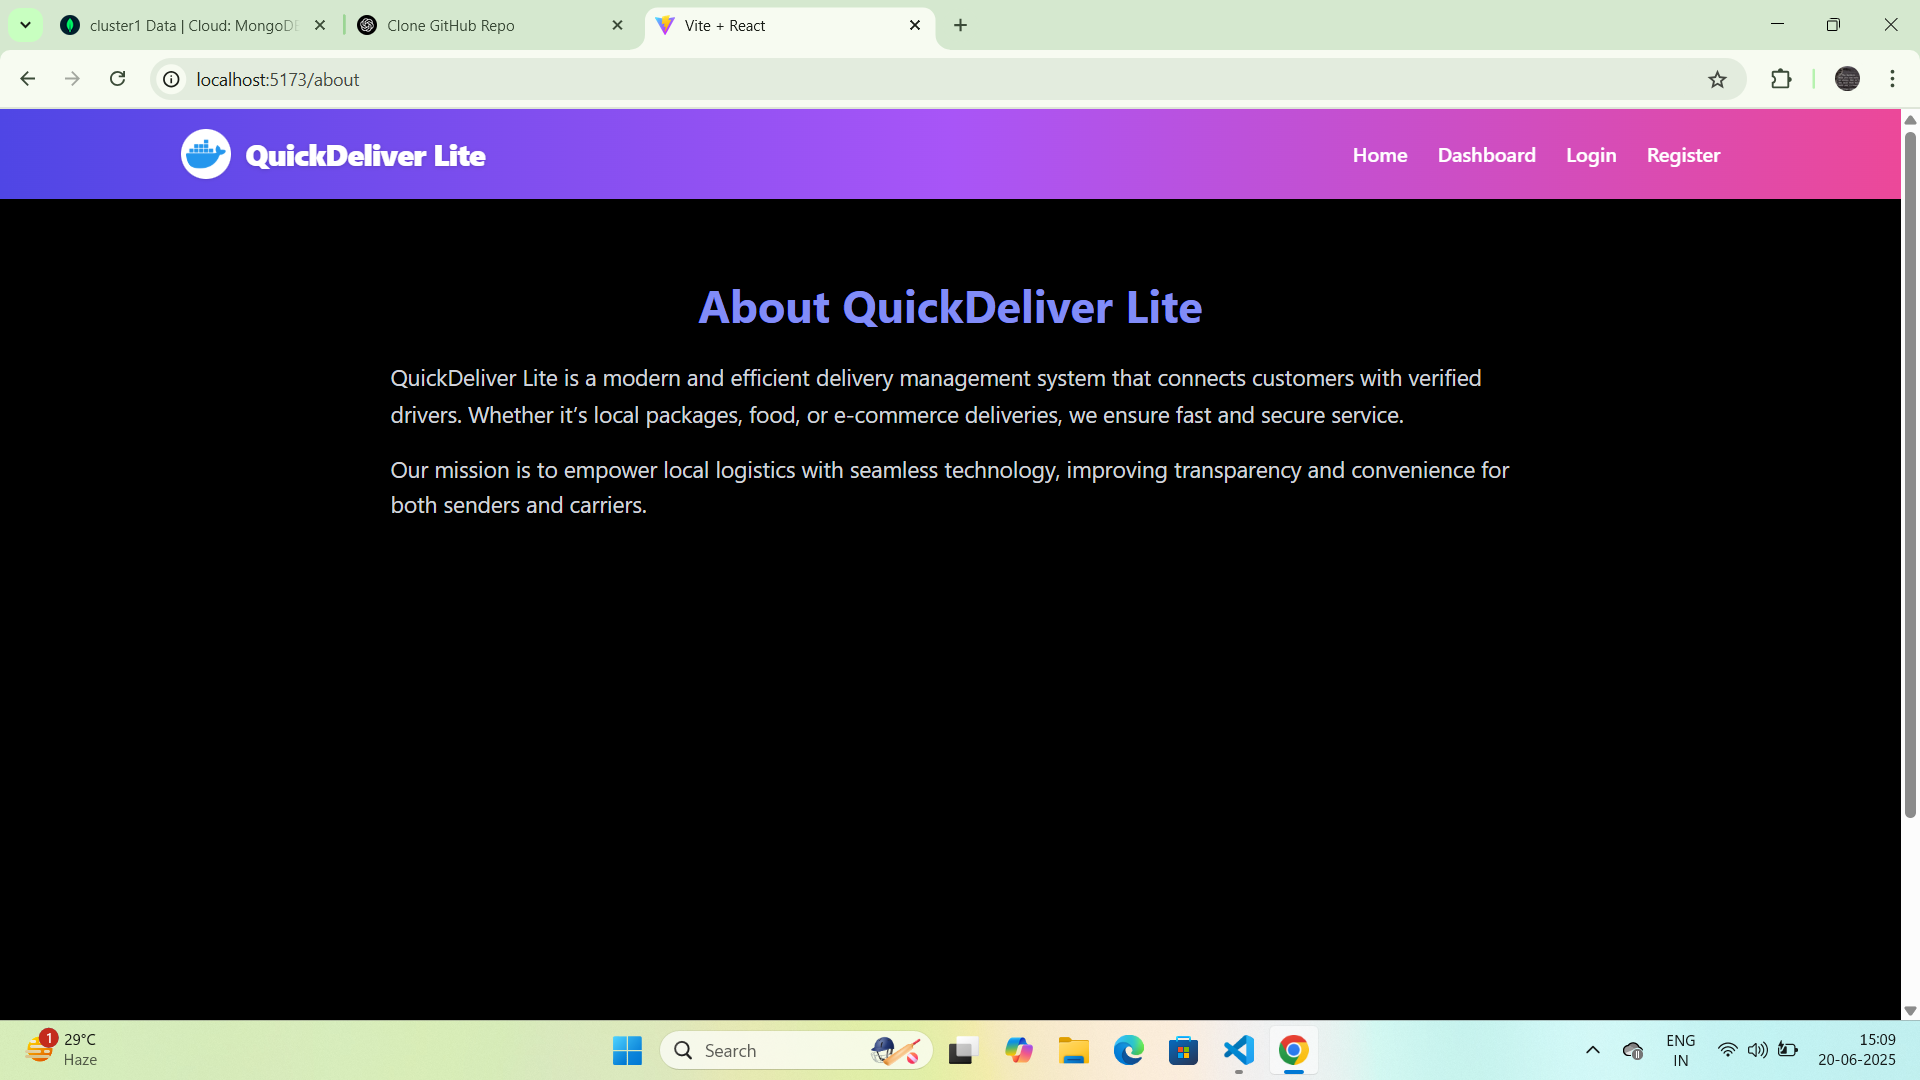 cluster1 Data | Cloud: MongoDB
Clone GitHub Repo
Vite + React
localhost:5173/about
QuickDeliver Lite
Home
Dashboard
Login
Register
About QuickDeliver Lite
QuickDeliver Lite is a modern and efficient delivery management system that connects customers with verified
drivers. Whether it’s local packages, food, or e-commerce deliveries, we ensure fast and secure service.
Our mission is to empower local logistics with seamless technology, improving transparency and convenience for
both senders and carriers.
1
29°C
Haze
Search
ENG
IN
15:09
20-06-2025